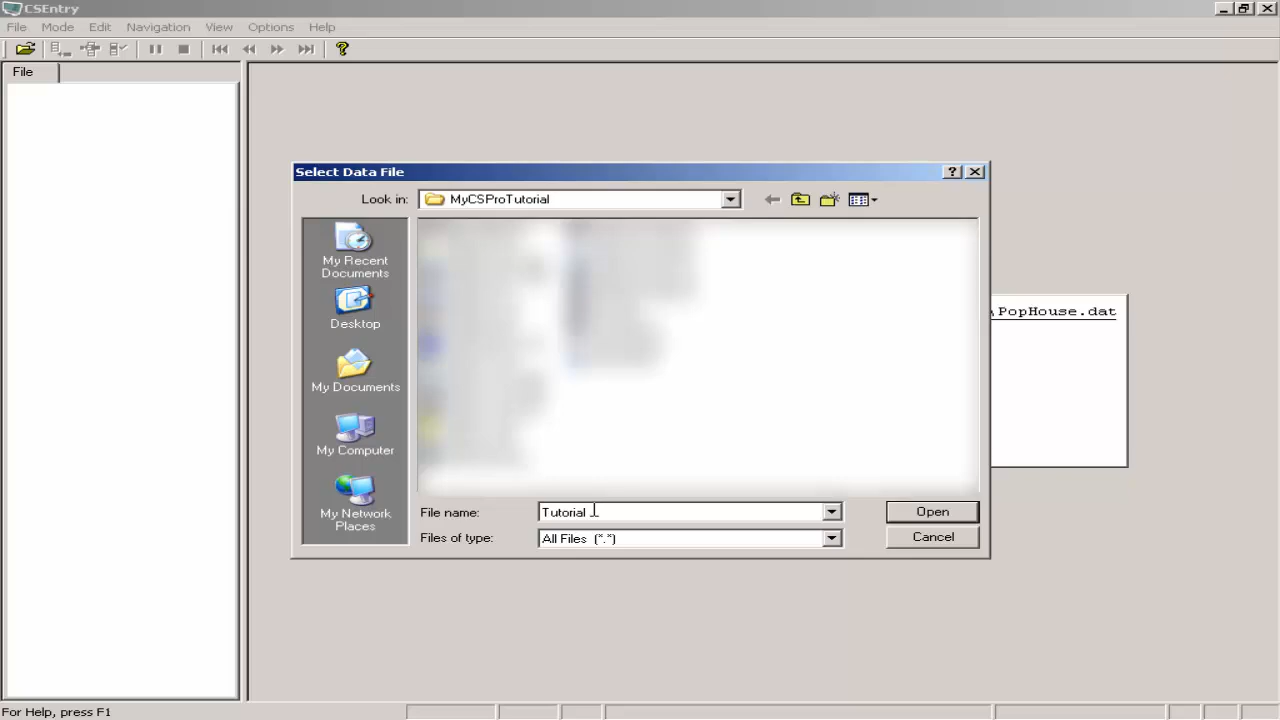 CSEntry
File Mode Edit Navigation View Options Help
File
Select Data File
Look in: MyCSProTutorial
My Recent
Documents
Desktop
My Documents
My Computer
My Network
Places
\PopHouse.dat
File name: Tutorial
Open
Files of type: All Files (*.*)
Cancel
For Help, press F1